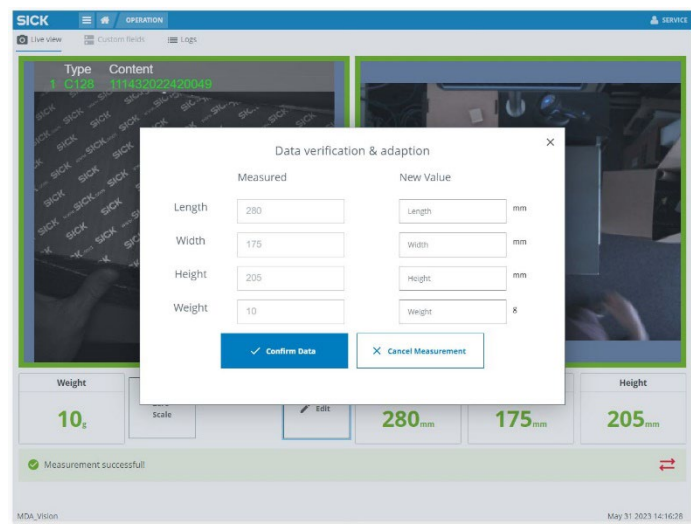 SICK OPERATION SERVICE
Live view Custom fields Logs
Type Content
1 C128 111432022420049
Data verification & adaption
Measured New Value
Length 280 Length mm
Width 175 Width mm
Height 205 Height mm
Weight 10 Weight g
Confirm Data Cancel Measurement
Weight Height
10g Scale Edit 280mm 175mm 205mm
Measurement successful!
MDA_Vision May 31 2023 14:16:28